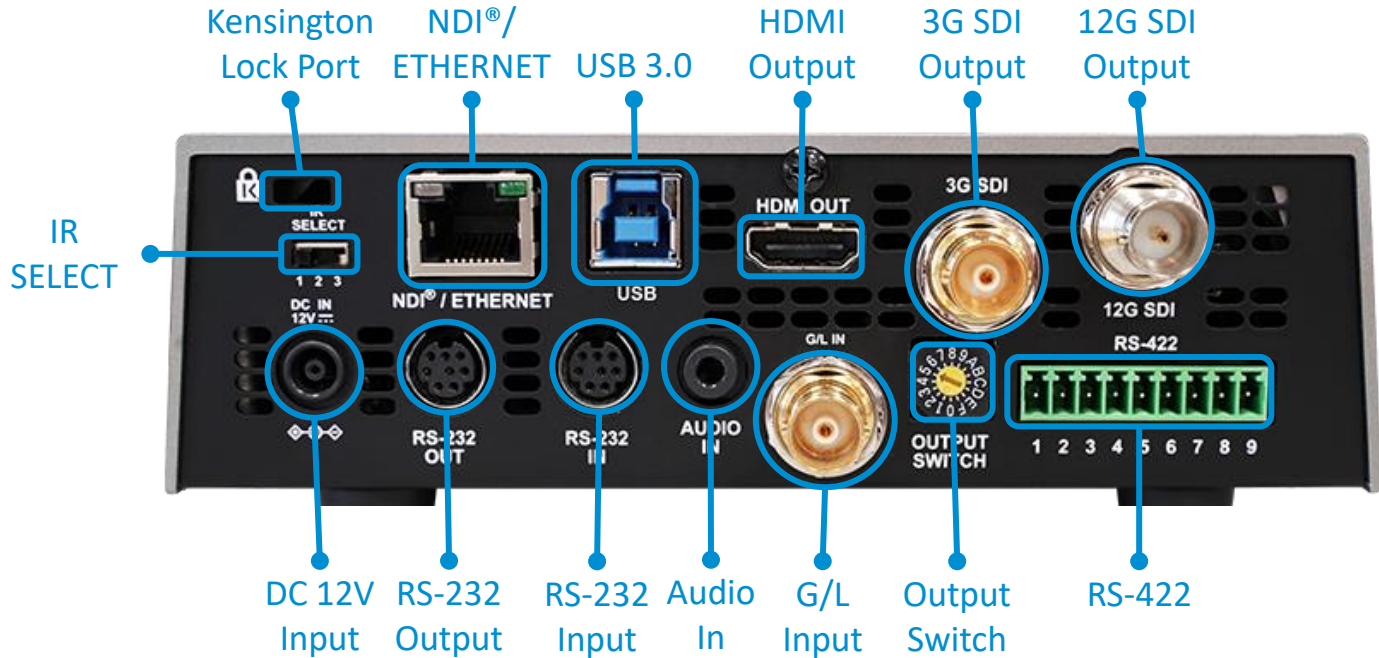 Kensington
Lock Port
NDI®/
ETHERNET
USB 3.0
HDMI
Output
3G SDI
Output
12G SDI
Output
IR
SELECT
IR
SELECT
1 2 3
NDI® / ETHERNET
USB
HDMI OUT
3G SDI
12G SDI
DC IN
12V
RS-232
OUT
RS-232
IN
AUDIO
IN
G/L IN
0123456789ABCDEF
OUTPUT
SWITCH
RS-422
1 2 3 4 5 6 7 8 9
DC 12V
Input
RS-232
Output
RS-232
Input
Audio
In
G/L
Input
Output
Switch
RS-422